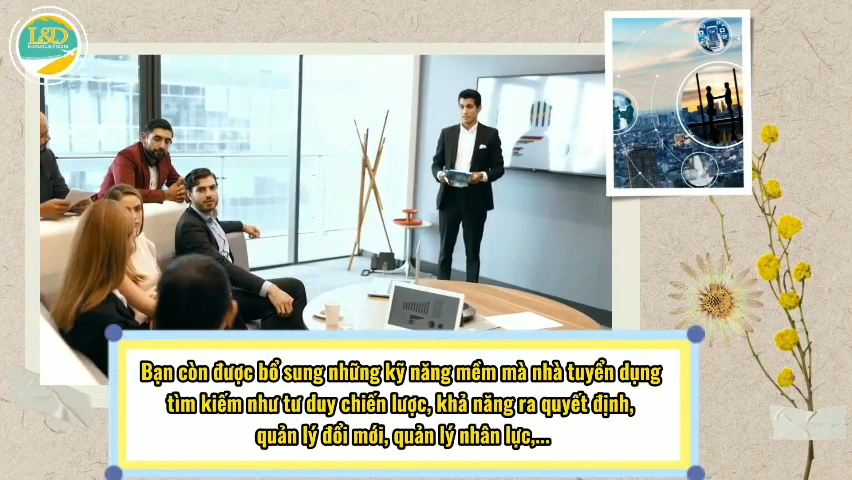 L&D
EDUCATION
Bạn còn được bổ sung những kỹ năng mềm mà nhà tuyển dụng
tìm kiếm như tư duy chiến lược, khả năng ra quyết định,
quản lý đổi mới, quản lý nhân lực,...